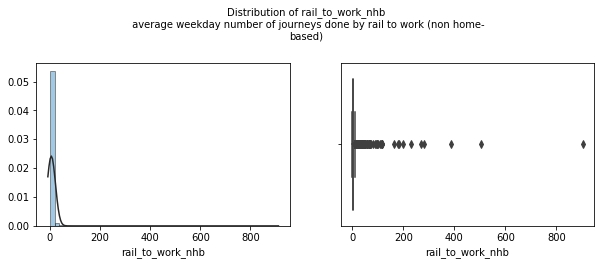 Distribution of rail_to_work_nhb
average weekday number of journeys done by rail to work (non home-
based)
0.05
0.04
0.03
0.02
0.01
0.00
0 200 400 600 800
rail_to_work_nhb
0 200 400 600 800
rail_to_work_nhb